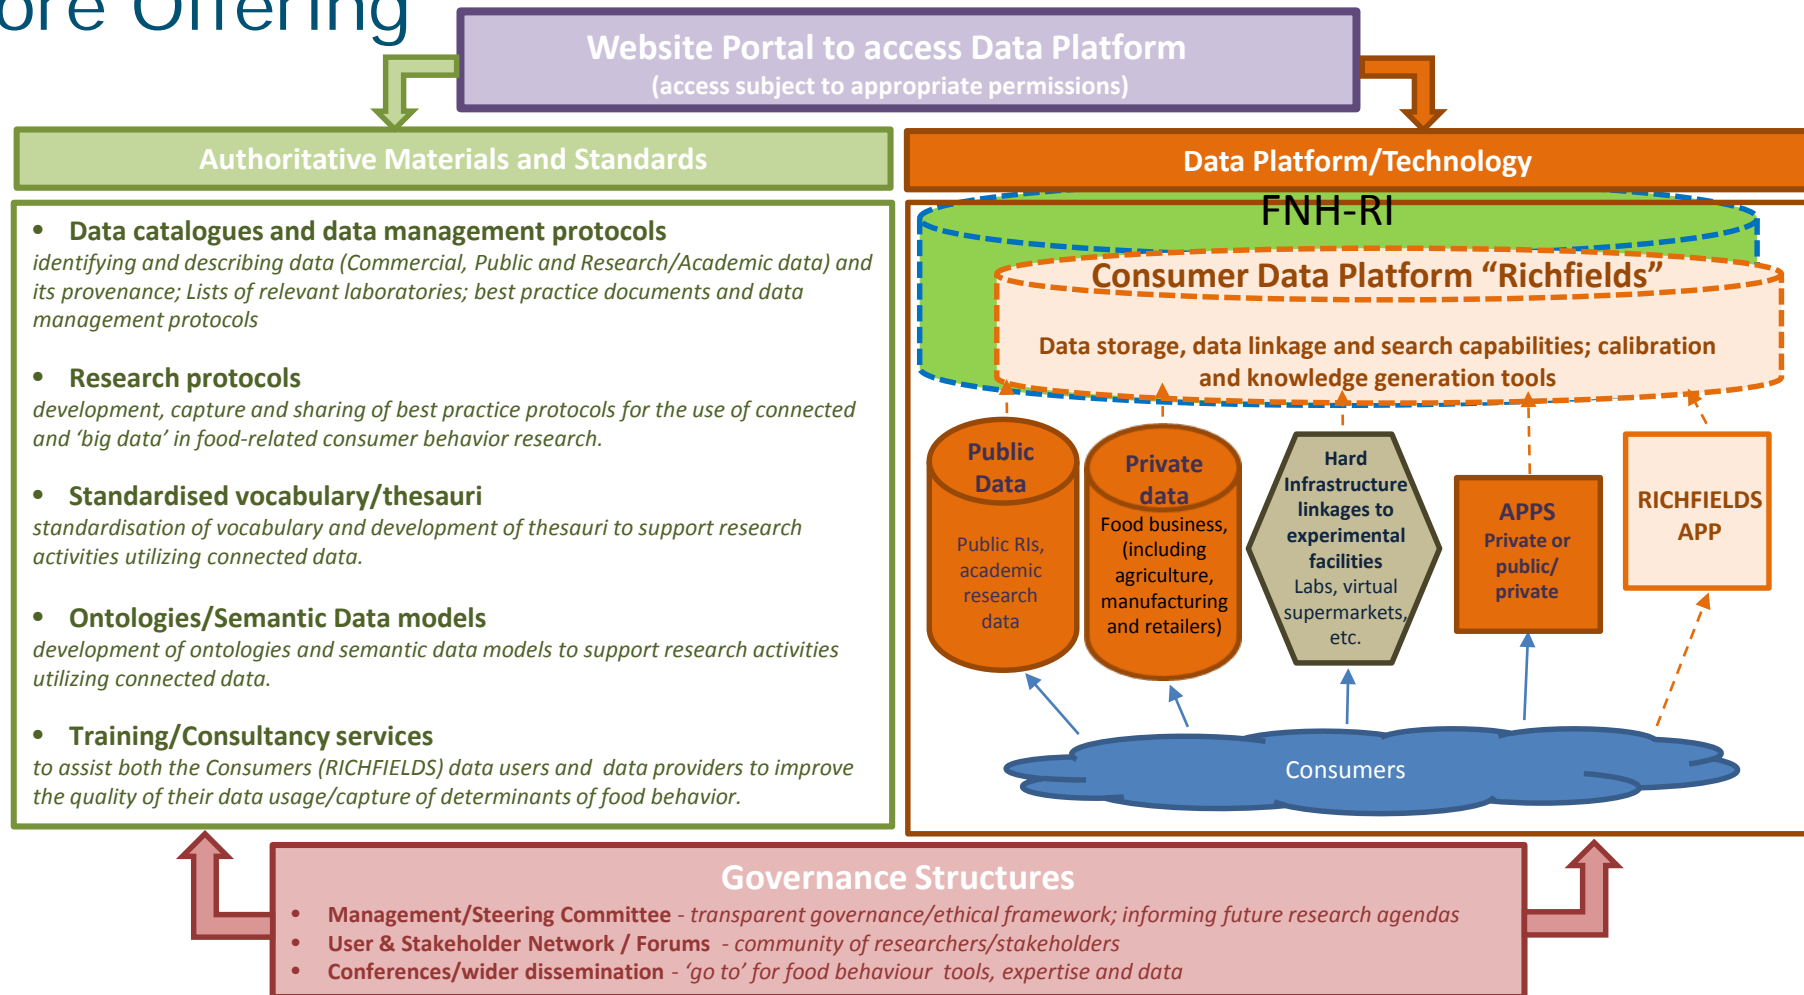 ore Offering
Website Portal to access Data Platform
(access subject to appropriate permissions)
Authoritative Materials and Standards
• Data catalogues and data management protocols
identifying and describing data (Commercial, Public and Research/Academic data) and
its provenance; Lists of relevant laboratories; best practice documents and data
management protocols
• Research protocols
development, capture and sharing of best practice protocols for the use of connected
and ‘big data’ in food-related consumer behavior research.
• Standardised vocabulary/thesauri
standardisation of vocabulary and development of thesauri to support research
activities utilizing connected data.
• Ontologies/Semantic Data models
development of ontologies and semantic data models to support research activities
utilizing connected data.
• Training/Consultancy services
to assist both the Consumers (RICHFIELDS) data users and data providers to improve
the quality of their data usage/capture of determinants of food behavior.
Data Platform/Technology
FNH-RI
Consumer Data Platform “Richfields”
Data storage, data linkage and search capabilities; calibration
and knowledge generation tools
Public
Data
Public RIs,
academic
research
data
Private
data
Food business,
(including
agriculture,
manufacturing
and retailers)
Hard
Infrastructure
linkages to
experimental
facilities
Labs, virtual
supermarkets,
etc.
APPS
Private or
public/
private
RICHFIELDS
APP
Consumers
Governance Structures
• Management/Steering Committee - transparent governance/ethical framework; informing future research agendas
• User & Stakeholder Network / Forums - community of researchers/stakeholders
• Conferences/wider dissemination - ‘go to’ for food behaviour tools, expertise and data